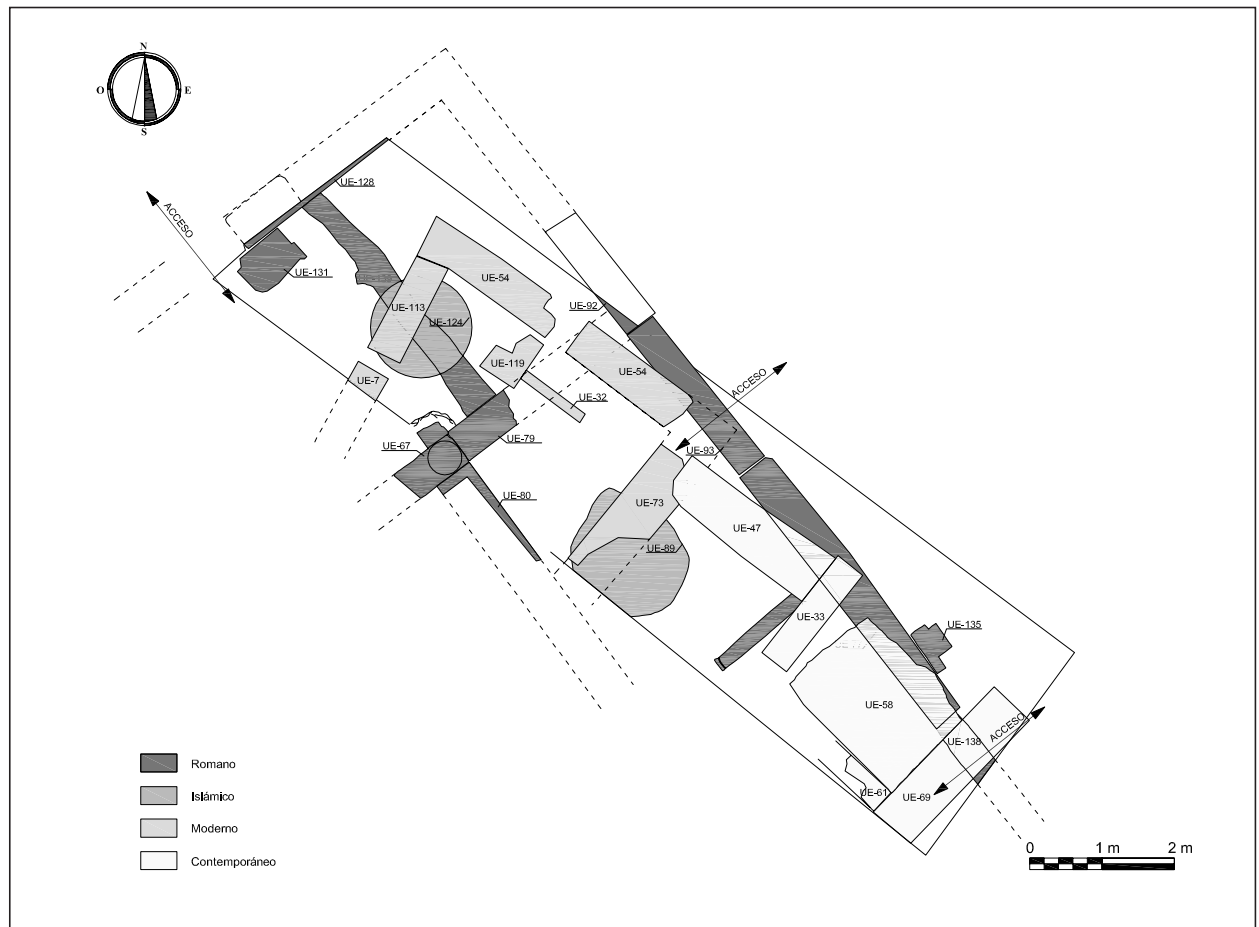 N
O
E
S
ACCESO
UE-128
UE-131
UE-54
UE-92
UE-113
UE-124
UE-119
UE-54
UE-7
ACCESO
UE-32
UE-67
UE-79
UE-93
UE-80
UE-73
UE-47
UE-89
UE-33
UE-135
UE-58
ACCESO
UE-138
UE-61
UE-69
Romano
Islámico
Moderno
Contemporáneo
0 1 m 2 m